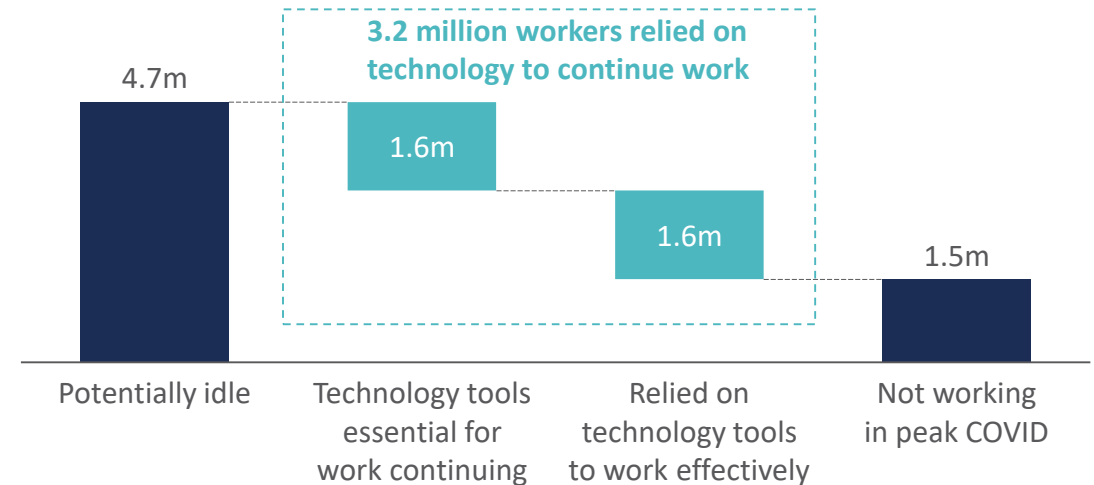 3.2 million workers relied on
technology to continue work
4.7m
1.6m
1.6m
1.5m
Potentially idle
Technology tools
essential for
work continuing
Relied on
technology tools
to work effectively
Not working
in peak COVID